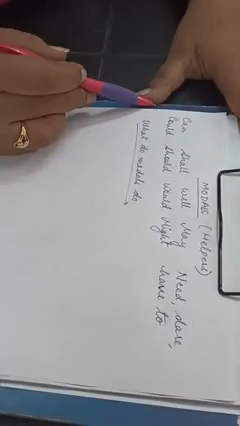 MODALS (Helpers)
Can shall will May Need, dare
Could should would Might have to -
What do modals do →